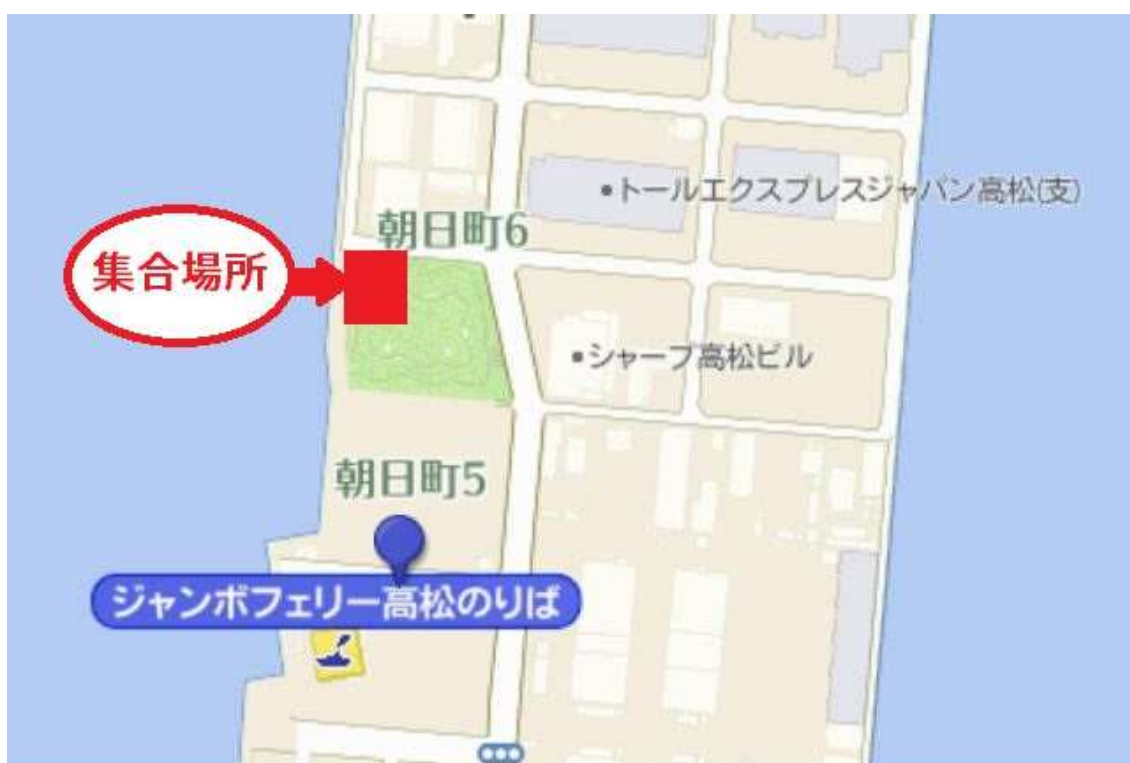 トールエクスプレスジャパン高松(支)
朝日町6
集合場所
シャープ高松ビル
朝日町5
ジャンボフェリー高松のりば